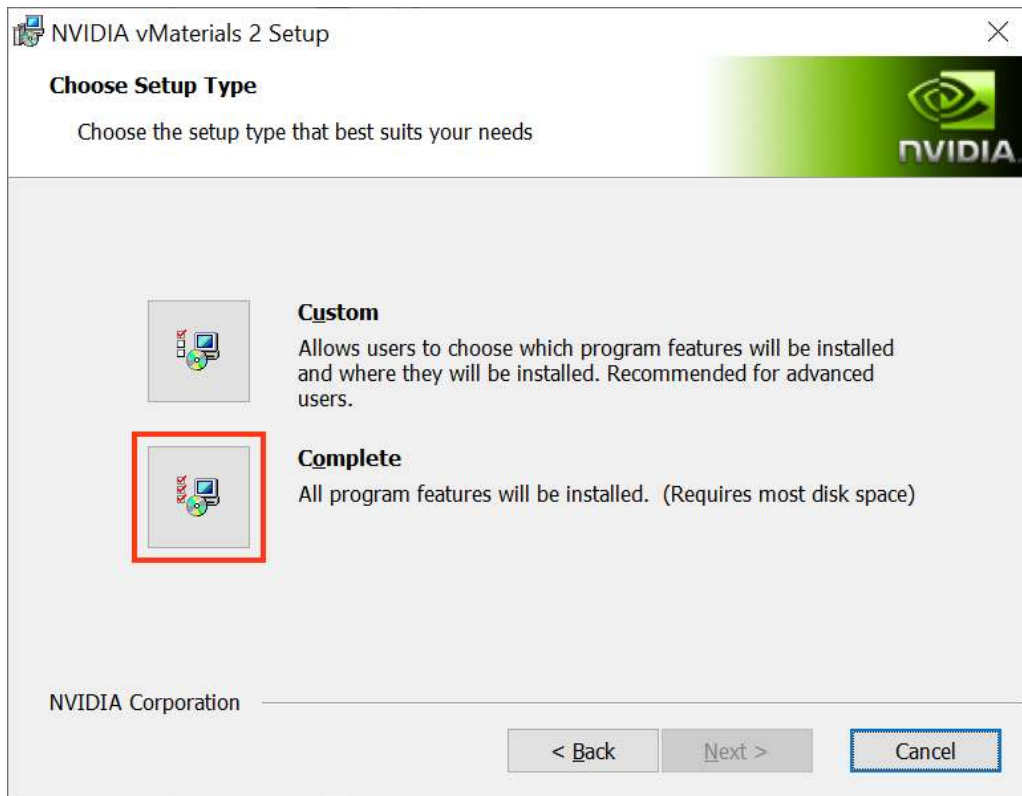 NVIDIA vMaterials 2 Setup
Choose Setup Type
Choose the setup type that best suits your needs
NVIDIA
Custom
Allows users to choose which program features will be installed
and where they will be installed. Recommended for advanced
users.
Complete
All program features will be installed.  (Requires most disk space)
NVIDIA Corporation
< Back
Next >
Cancel